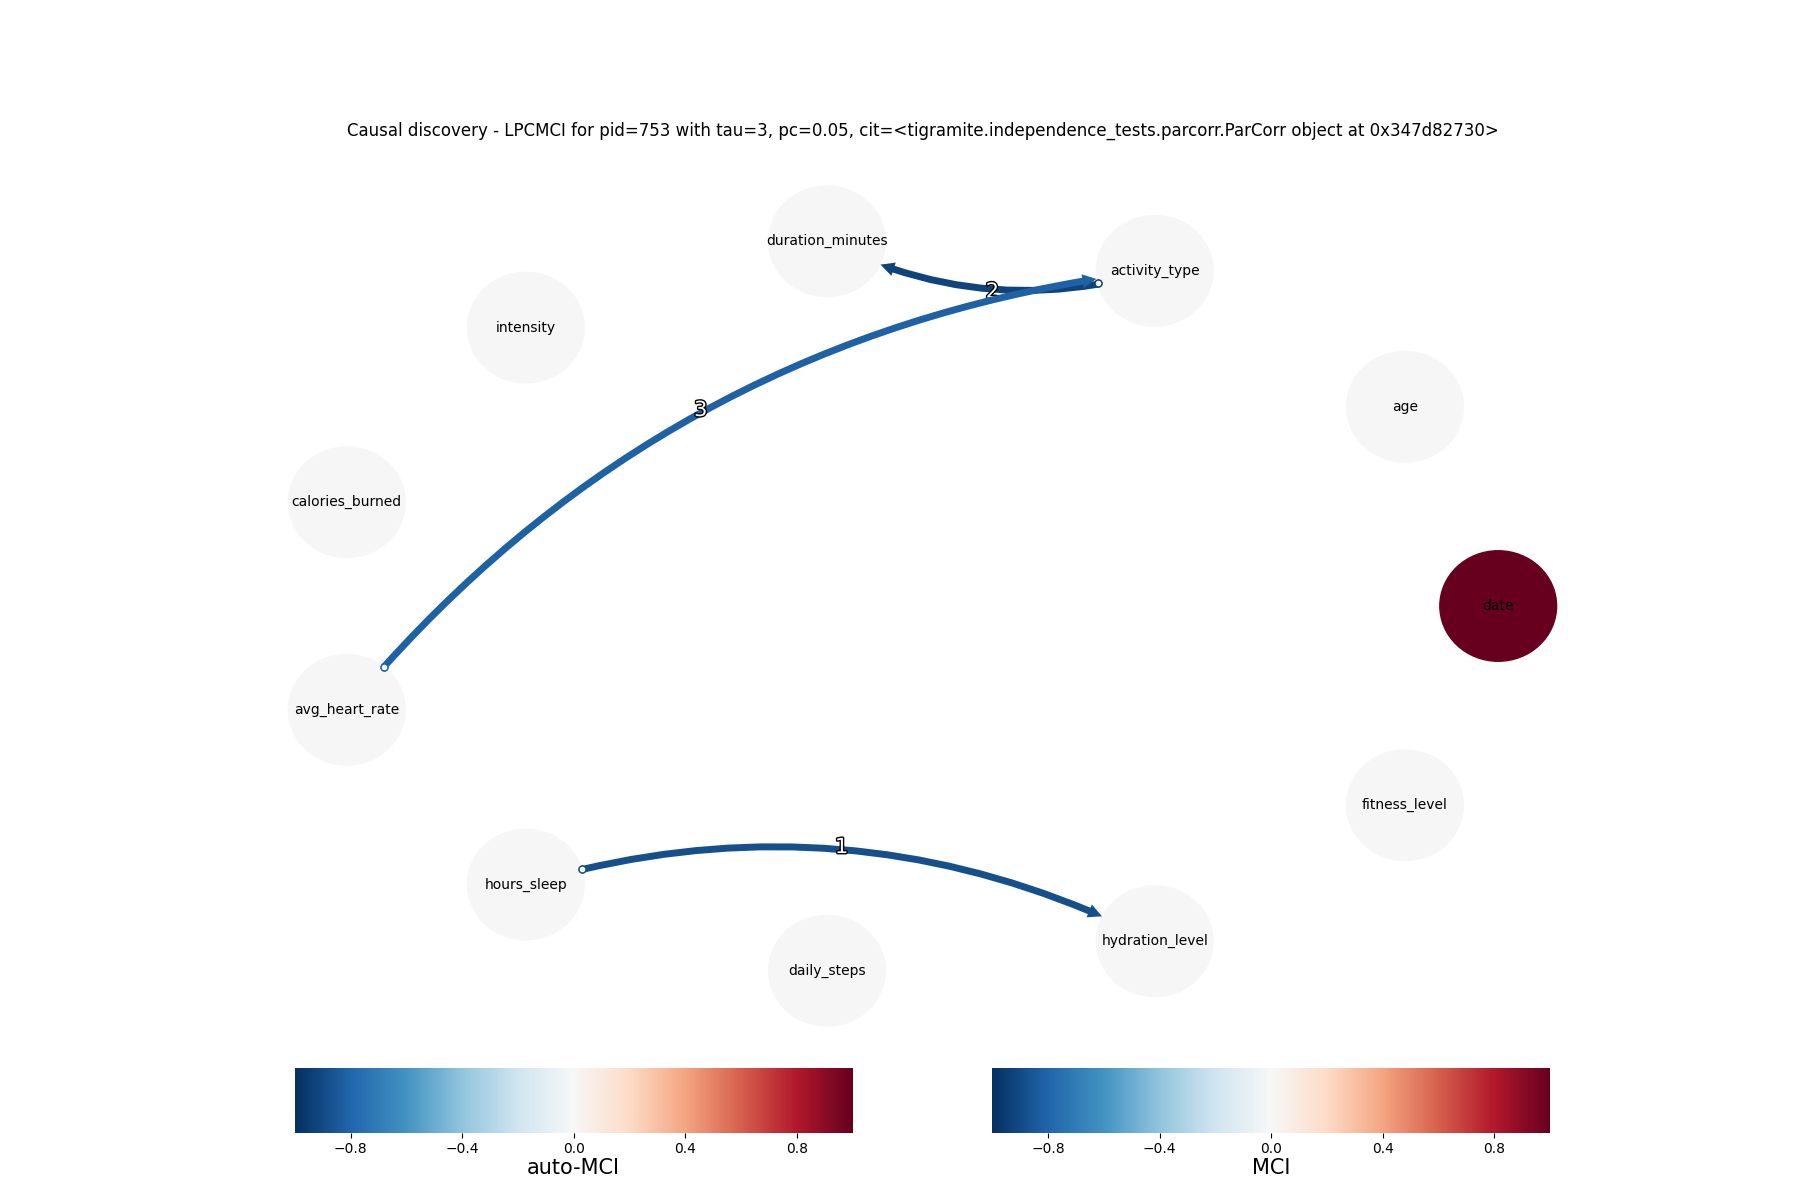 Causal discovery - LPCMCI for pid=753 with tau=3, pc=0.05, cit=<tigramite.independence_tests.parcorr.ParCorr object at 0x347d82730>
duration_minutes
activity_type
2
intensity
3
age
calories_burned
date
avg_heart_rate
fitness_level
1
hours_sleep
hydration_level
daily_steps
−0.8 −0.4 0.0 0.4 0.8
auto-MCI
−0.8 −0.4 0.0 0.4 0.8
MCI